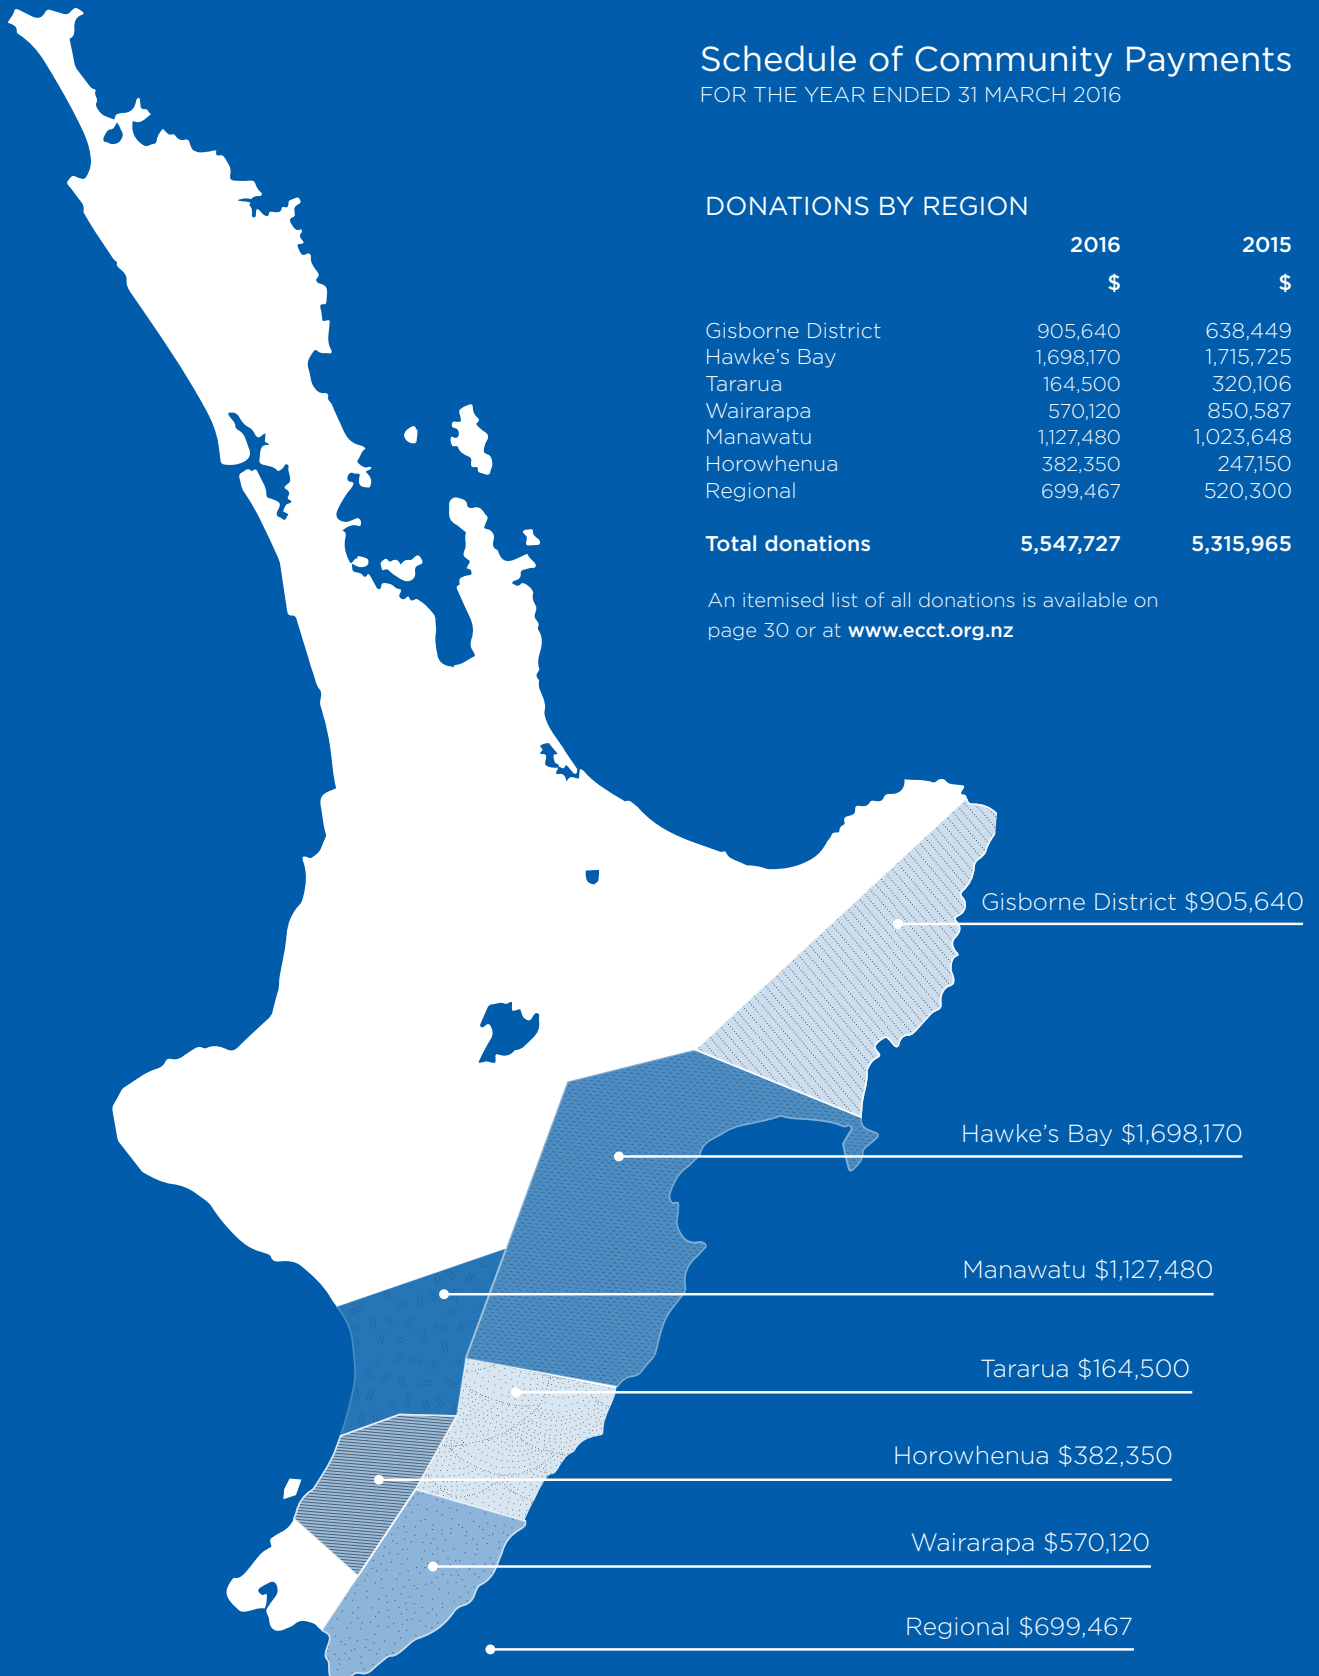 Schedule of Community Payments
FOR THE YEAR ENDED 31 MARCH 2016
DONATIONS BY REGION
2016 2015
$ $
Gisborne District 905,640 638,449
Hawke's Bay 1,698,170 1,715,725
Tararua 164,500 320,106
Wairarapa 570,120 850,587
Manawatu 1,127,480 1,023,648
Horowhenua 382,350 247,150
Regional 699,467 520,300
Total donations 5,547,727 5,315,965
An itemised list of all donations is available on
page 30 or at www.ecct.org.nz
Gisborne District $905,640
Hawke's Bay $1,698,170
Manawatu $1,127,480
Tararua $164,500
Horowhenua $382,350
Wairarapa $570,120
Regional $699,467